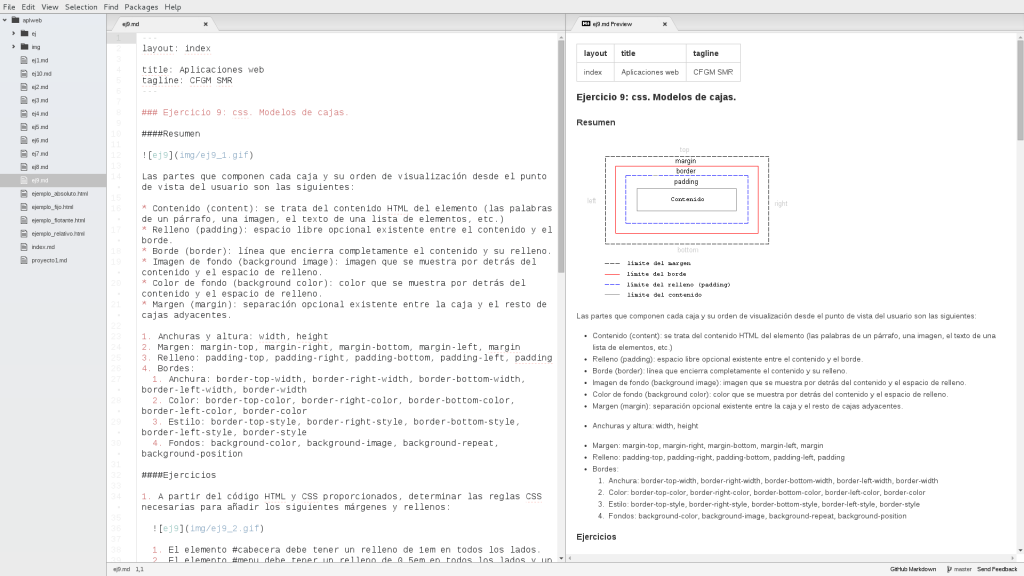 File Edit View Selection Find Packages Help
aplweb
ej
img
ej1.md
ej10.md
ej2.md
ej3.md
ej4.md
ej5.md
ej6.md
ej7.md
ej8.md
ej9.md
ejemplo_absoluto.html
ejemplo_fijo.html
ejemplo_flotante.html
ejemplo_relativo.html
index.md
proyecto1.md
ej9.md
---
layout: index
title: Aplicaciones web
tagline: CFGM SMR
---
### Ejercicio 9: css. Modelos de cajas.
####Resumen
![ej9](img/ej9_1.gif)
Las partes que componen cada caja y su orden de visualización desde el punto
de vista del usuario son las siguientes:
* Contenido (content): se trata del contenido HTML del elemento (las palabras
de un párrafo, una imagen, el texto de una lista de elementos, etc.)
* Relleno (padding): espacio libre opcional existente entre el contenido y el
borde.
* Borde (border): línea que encierra completamente el contenido y su relleno.
* Imagen de fondo (background image): imagen que se muestra por detrás del
contenido y el espacio de relleno.
* Color de fondo (background color): color que se muestra por detrás del
contenido y el espacio de relleno.
* Margen (margin): separación opcional existente entre la caja y el resto de
cajas adyacentes.
1. Anchuras y altura: width, height
2. Margen: margin-top, margin-right, margin-bottom, margin-left, margin
3. Relleno: padding-top, padding-right, padding-bottom, padding-left, padding
4. Bordes:
1. Anchura: border-top-width, border-right-width, border-bottom-width,
border-left-width, border-width
2. Color: border-top-color, border-right-color, border-bottom-color,
border-left-color, border-color
3. Estilo: border-top-style, border-right-style, border-bottom-style,
border-left-style, border-style
4. Fondos: background-color, background-image, background-repeat,
background-position
####Ejercicios
1. A partir del código HTML y CSS proporcionados, determinar las reglas CSS
necesarias para añadir los siguientes márgenes y rellenos:
![ej9](img/ej9_2.gif)
1. El elemento #cabecera debe tener un relleno de 1em en todos los lados.
2. El elemento #menu debe tener un relleno de 0.5em en todos los lados y un
ej9.md Preview
layout title tagline
index Aplicaciones web CFGM SMR
Ejercicio 9: css. Modelos de cajas.
Resumen
top
margin
border
padding
Contenido
left
right
bottom
límite del margen
límite del borde
límite del relleno (padding)
límite del contenido
Las partes que componen cada caja y su orden de visualización desde el punto de vista del usuario son las siguientes:
• Contenido (content): se trata del contenido HTML del elemento (las palabras de un párrafo, una imagen, el texto de una
lista de elementos, etc.)
• Relleno (padding): espacio libre opcional existente entre el contenido y el borde.
• Borde (border): línea que encierra completamente el contenido y su relleno.
• Imagen de fondo (background image): imagen que se muestra por detrás del contenido y el espacio de relleno.
• Color de fondo (background color): color que se muestra por detrás del contenido y el espacio de relleno.
• Margen (margin): separación opcional existente entre la caja y el resto de cajas adyacentes.
• Anchuras y altura: width, height
• Margen: margin-top, margin-right, margin-bottom, margin-left, margin
• Relleno: padding-top, padding-right, padding-bottom, padding-left, padding
• Bordes:
1. Anchura: border-top-width, border-right-width, border-bottom-width, border-left-width, border-width
2. Color: border-top-color, border-right-color, border-bottom-color, border-left-color, border-color
3. Estilo: border-top-style, border-right-style, border-bottom-style, border-left-style, border-style
4. Fondos: background-color, background-image, background-repeat, background-position
Ejercicios
ej9.md 1,1
GitHub Markdown master Send Feedback